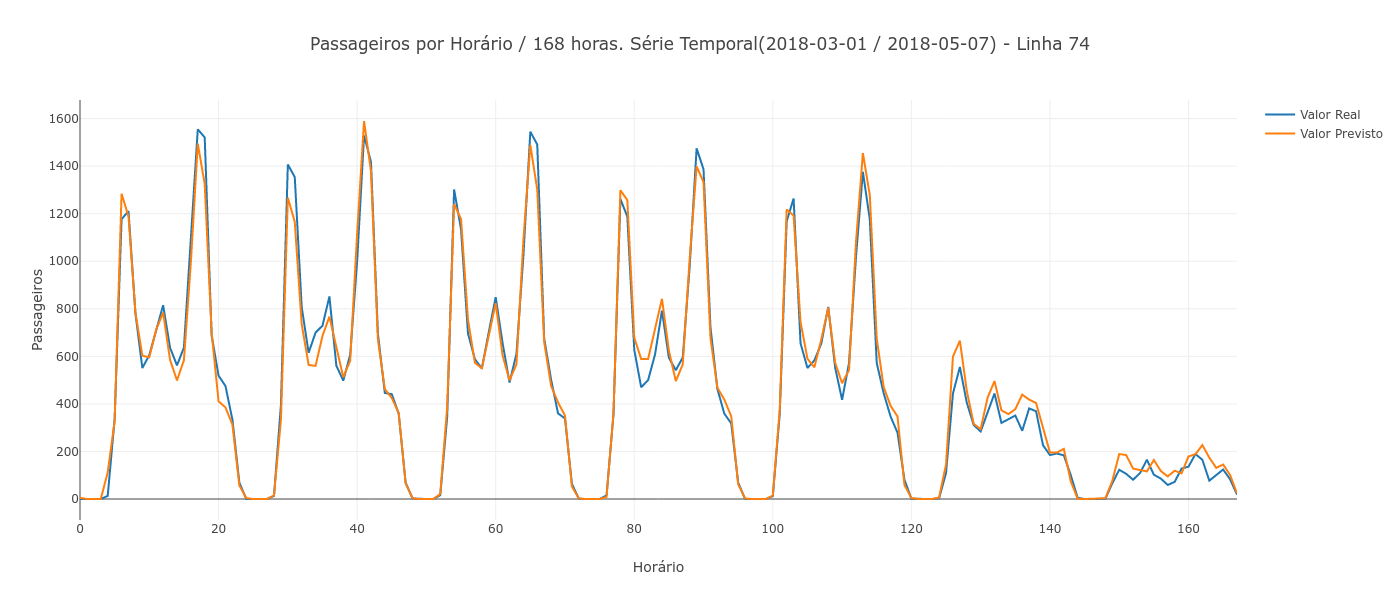 Passageiros por Horário / 168 horas. Série Temporal(2018-03-01 / 2018-05-07) - Linha 74
Valor Real
Valor Previsto
Passageiros
1600
1400
1200
1000
800
600
400
200
0
0 20 40 60 80 100 120 140 160
Horário